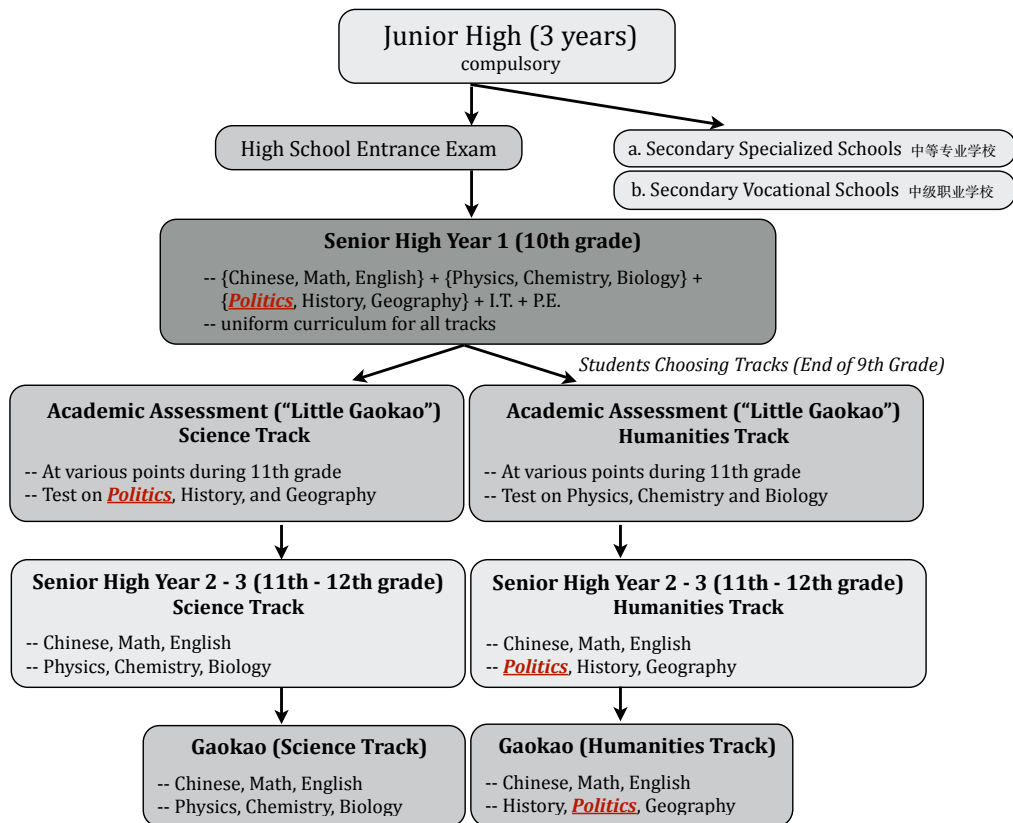 Junior High (3 years)
compulsory
High School Entrance Exam
a. Secondary Specialized Schools 中等专业学校
b. Secondary Vocational Schools 中级职业学校
Senior High Year 1 (10th grade)
-- {Chinese, Math, English} + {Physics, Chemistry, Biology} +
{Politics, History, Geography} + I.T. + P.E.
-- uniform curriculum for all tracks
Students Choosing Tracks (End of 9th Grade)
Academic Assessment (“Little Gaokao”)
Science Track
-- At various points during 11th grade
-- Test on Politics, History, and Geography
Academic Assessment (“Little Gaokao”)
Humanities Track
-- At various points during 11th grade
-- Test on Physics, Chemistry and Biology
Senior High Year 2 - 3 (11th - 12th grade)
Science Track
-- Chinese, Math, English
-- Physics, Chemistry, Biology
Senior High Year 2 - 3 (11th - 12th grade)
Humanities Track
-- Chinese, Math, English
-- Politics, History, Geography
Gaokao (Science Track)
-- Chinese, Math, English
-- Physics, Chemistry, Biology
Gaokao (Humanities Track)
-- Chinese, Math, English
-- History, Politics, Geography